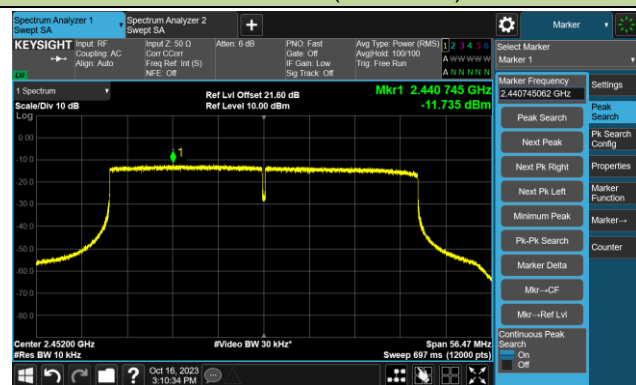 Spectrum Analyzer 1
Swept SA
Spectrum Analyzer 2
Swept SA
+
Marker
KEYSIGHT
Input: RF
Coupling: AC
Align: Auto
Input Z: 50 Ω
Corr CCorr
Freq Ref: Int (S)
NFE: Off
Atten: 6 dB
PNO: Fast
Gate: Off
IF Gain: Low
Sig Track: Off
Avg Type: Power (RMS)
Avg|Hold: 100/100
Trig: Free Run
1 2 3 4 5 6
A W W W W W
A N N N N N
LXI
Select Marker
Marker 1
1 Spectrum
Scale/Div 10 dB
Log
Ref Lvl Offset 21.60 dB
Ref Level 10.00 dBm
Mkr1 2.440 745 GHz
-11.735 dBm
0.00
-10.0
-20.0
-30.0
-40.0
-50.0
-60.0
-70.0
-80.0
1
Center 2.45200 GHz
#Res BW 10 kHz
#Video BW 30 kHz*
Span 56.47 MHz
Sweep 697 ms (12000 pts)
Marker Frequency
2.440745062 GHz
Peak Search
Next Peak
Next Pk Right
Next Pk Left
Minimum Peak
Pk-Pk Search
Marker Delta
Mkr→CF
Mkr→Ref Lvl
Continuous Peak
Search
On
Off
Settings
Peak
Search
Pk Search
Config
Properties
Marker
Function
Marker→
Counter
?
Oct 16, 2023
3:10:34 PM